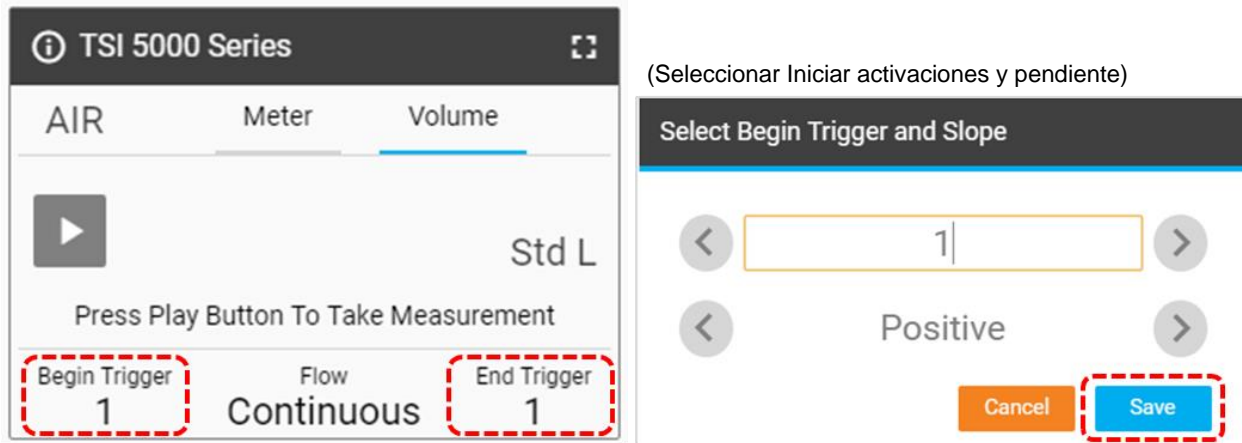 TSI 5000 Series
AIR Meter Volume
Std L
Press Play Button To Take Measurement
Begin Trigger Flow End Trigger
1 Continuous 1
(Seleccionar Iniciar activaciones y pendiente)
Select Begin Trigger and Slope
1
Positive
Cancel Save